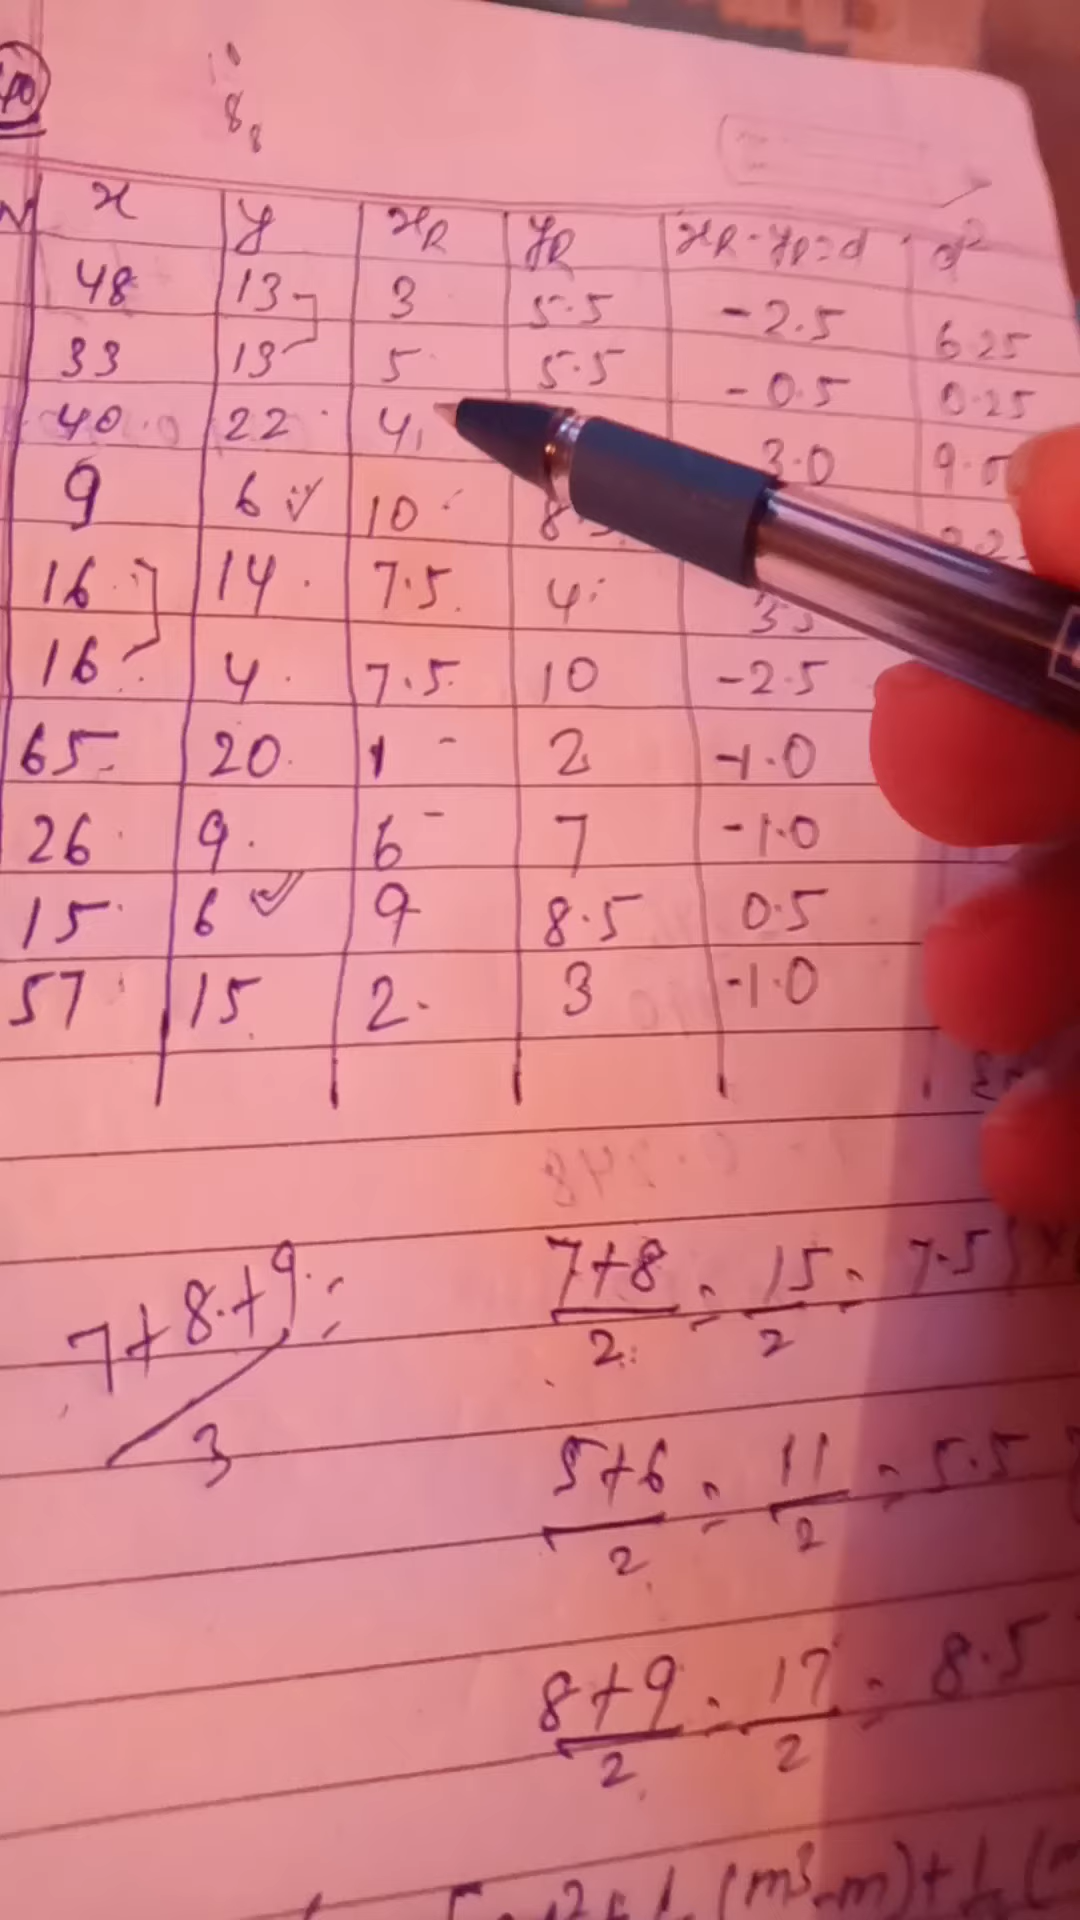 40
10
8 8
N x y xR yR xR-yR=d d²
48 13 3 5.5 -2.5 6.25
33 13 5 5.5 -0.5 0.25
40 22 4 3.0
9 6 10
16 14 7.5 4
16 4 7.5 10 -2.5
65 20 1 2 -1.0
26 9 6 7 -1.0
15 6 9 8.5 0.5
57 15 2 3 -1.0
7+8+9 =
3
7+8 = 15 = 7.5
2 2
5+6 = 11 = 5.5
2 2
8+9 = 17 = 8.5
2 2
(m³-m)+